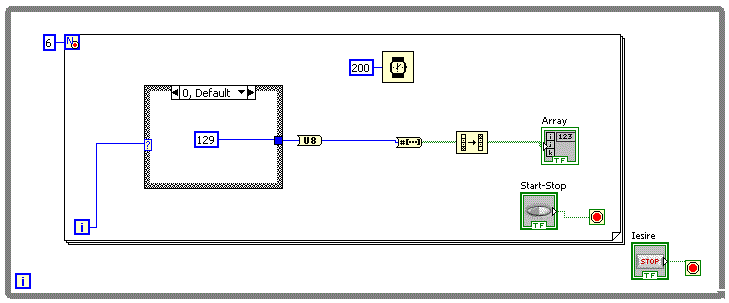 6
N
200
0, Default
129
?
U8
#[...]
Array
i
j
k
123
TF
i
Start-Stop
TF
Iesire
STOP
TF
i